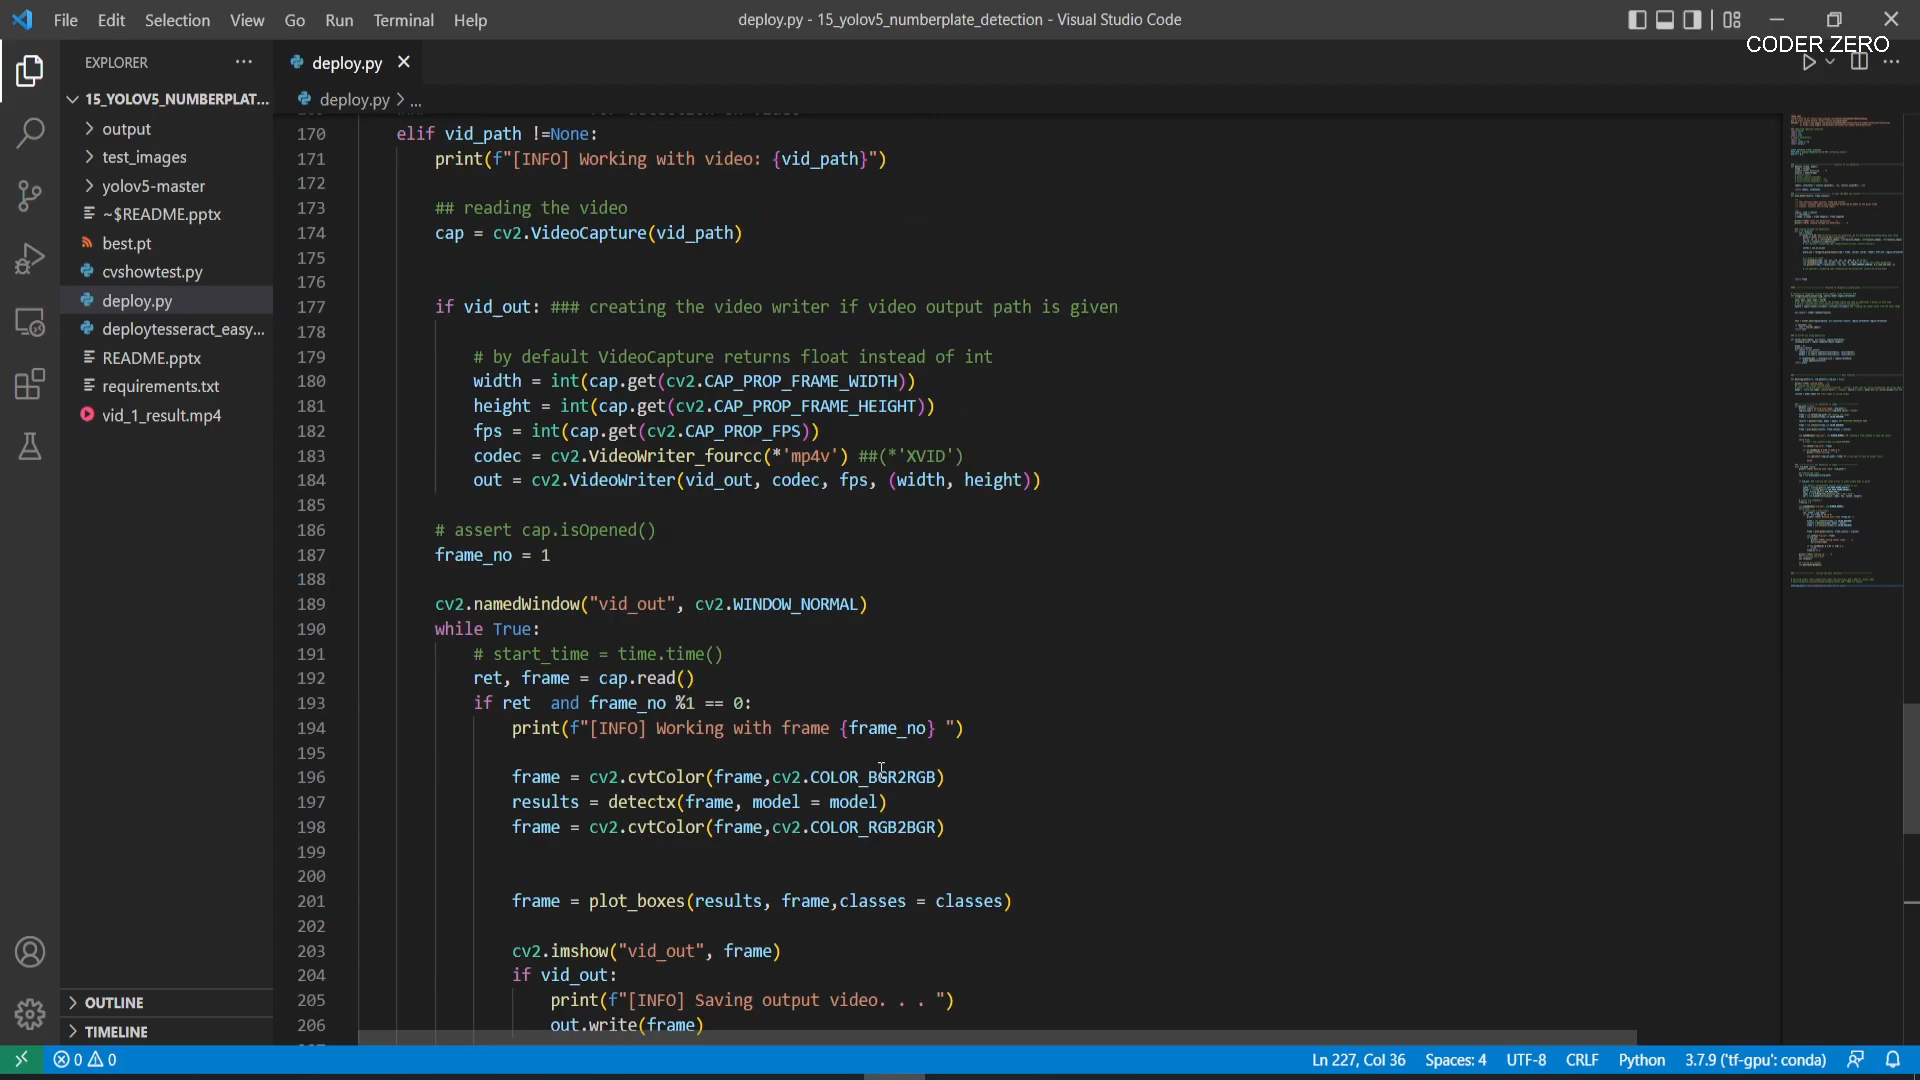 File Edit Selection View Go Run Terminal Help
deploy.py - 15_yolov5_numberplate_detection - Visual Studio Code
CODER ZERO
EXPLORER
15_YOLOV5_NUMBERPLAT...
output
test_images
yolov5-master
~$README.pptx
best.pt
cvshowtest.py
deploy.py
deploytesseract_easy...
README.pptx
requirements.txt
vid_1_result.mp4
OUTLINE
TIMELINE
deploy.py
deploy.py > ...
170 elif vid_path !=None:
171 print(f"[INFO] Working with video: {vid_path}")
172
173 ## reading the video
174 cap = cv2.VideoCapture(vid_path)
175
176
177 if vid_out: ### creating the video writer if video output path is given
178
179 # by default VideoCapture returns float instead of int
180 width = int(cap.get(cv2.CAP_PROP_FRAME_WIDTH))
181 height = int(cap.get(cv2.CAP_PROP_FRAME_HEIGHT))
182 fps = int(cap.get(cv2.CAP_PROP_FPS))
183 codec = cv2.VideoWriter_fourcc(*'mp4v') ##(*'XVID')
184 out = cv2.VideoWriter(vid_out, codec, fps, (width, height))
185
186 # assert cap.isOpened()
187 frame_no = 1
188
189 cv2.namedWindow("vid_out", cv2.WINDOW_NORMAL)
190 while True:
191 # start_time = time.time()
192 ret, frame = cap.read()
193 if ret  and frame_no %1 == 0:
194 print(f"[INFO] Working with frame {frame_no} ")
195
196 frame = cv2.cvtColor(frame,cv2.COLOR_BGR2RGB)
197 results = detectx(frame, model = model)
198 frame = cv2.cvtColor(frame,cv2.COLOR_RGB2BGR)
199
200
201 frame = plot_boxes(results, frame,classes = classes)
202
203 cv2.imshow("vid_out", frame)
204 if vid_out:
205 print(f"[INFO] Saving output video. . . ")
206 out.write(frame)
0 0
Ln 227, Col 36 Spaces: 4 UTF-8 CRLF Python 3.7.9 ('tf-gpu': conda)